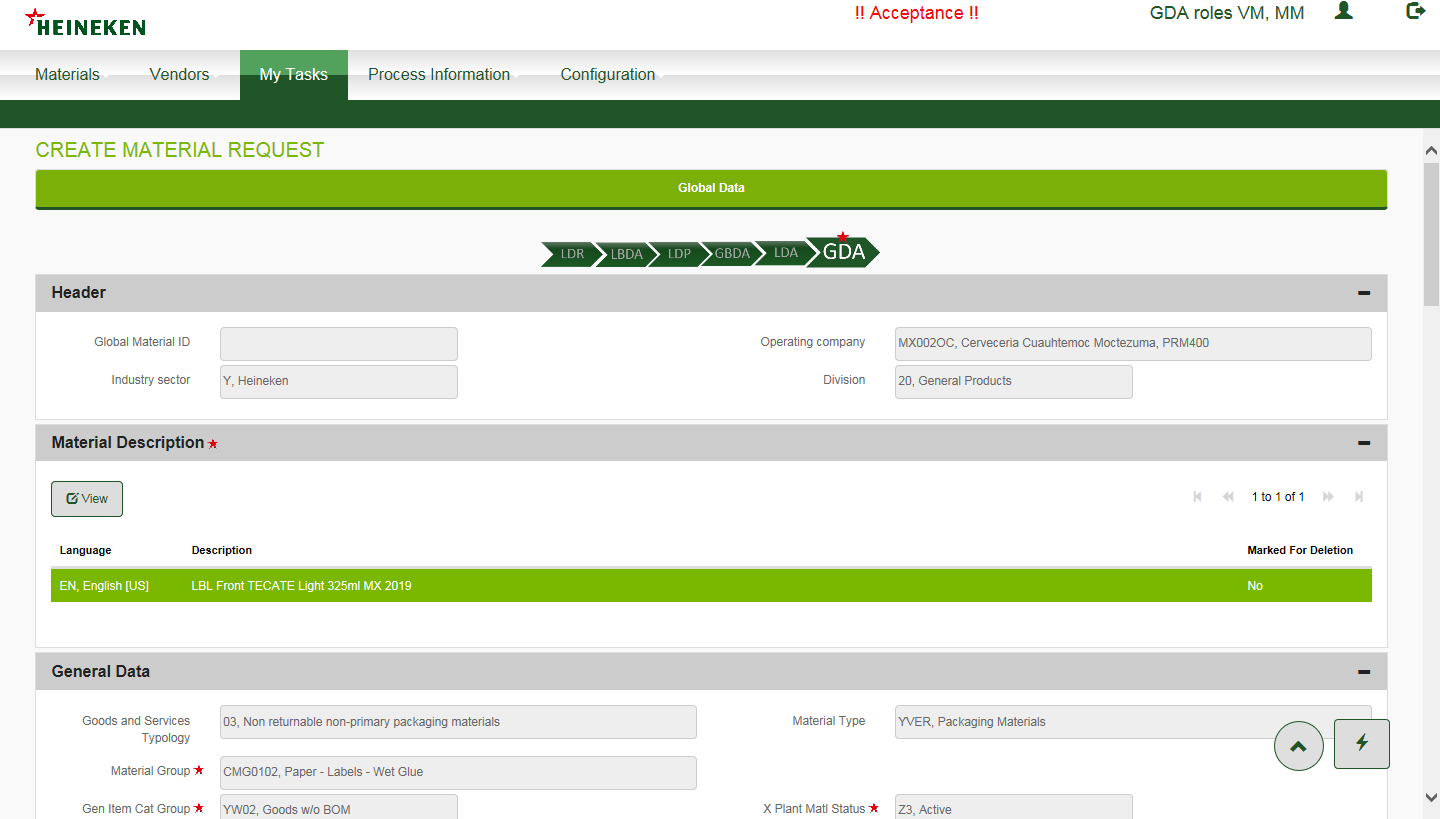 HEINEKEN
!! Acceptance !!
GDA roles VM, MM
Materials
Vendors
My Tasks
Process Information
Configuration
CREATE MATERIAL REQUEST
Global Data
LDR
LBDA
LDP
GBDA
LDA
GDA
Header
Global Material ID
Operating company
MX002OC, Cerveceria Cuauhtemoc Moctezuma, PRM400
Industry sector
Y, Heineken
Division
20, General Products
Material Description
View
1 to 1 of 1
Language
Description
Marked For Deletion
EN, English [US]
LBL Front TECATE Light 325ml MX 2019
No
General Data
Goods and Services
Typology
03, Non returnable non-primary packaging materials
Material Type
YVER, Packaging Materials
Material Group
CMG0102, Paper - Labels - Wet Glue
Gen Item Cat Group
YW02, Goods w/o BOM
X Plant Matl Status
Z3, Active